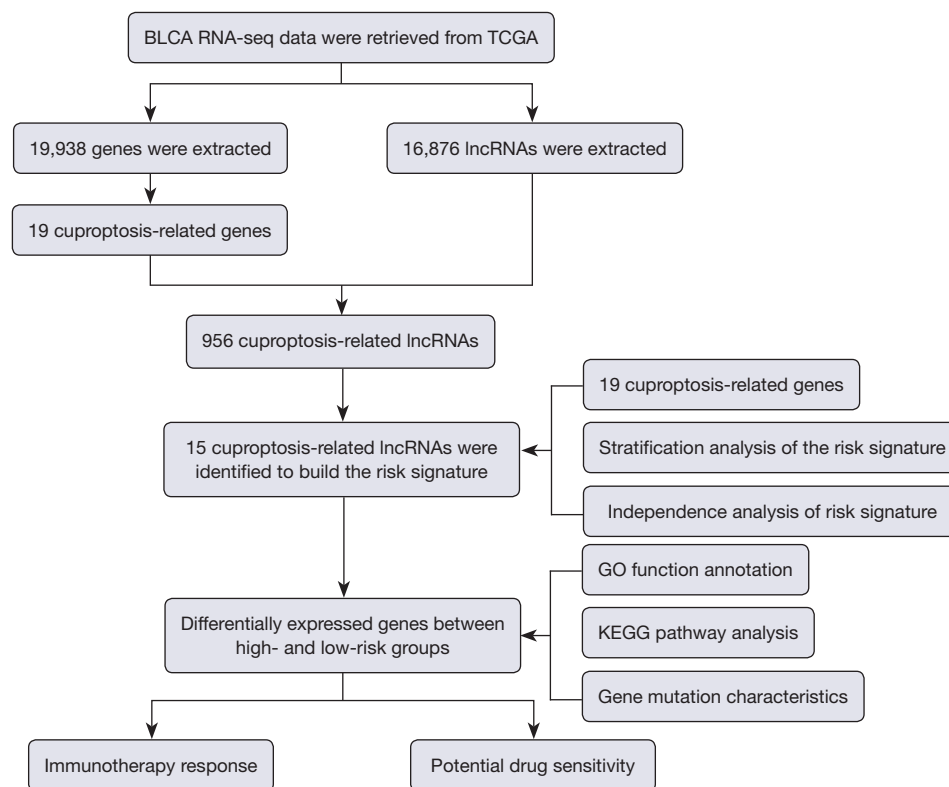 BLCA RNA-seq data were retrieved from TCGA
19,938 genes were extracted
16,876 lncRNAs were extracted
19 cuproptosis-related genes
956 cuproptosis-related lncRNAs
19 cuproptosis-related genes
15 cuproptosis-related lncRNAs were
identified to build the risk signature
Stratification analysis of the risk signature
Independence analysis of risk signature
GO function annotation
Differentially expressed genes between
high- and low-risk groups
KEGG pathway analysis
Gene mutation characteristics
Immunotherapy response
Potential drug sensitivity